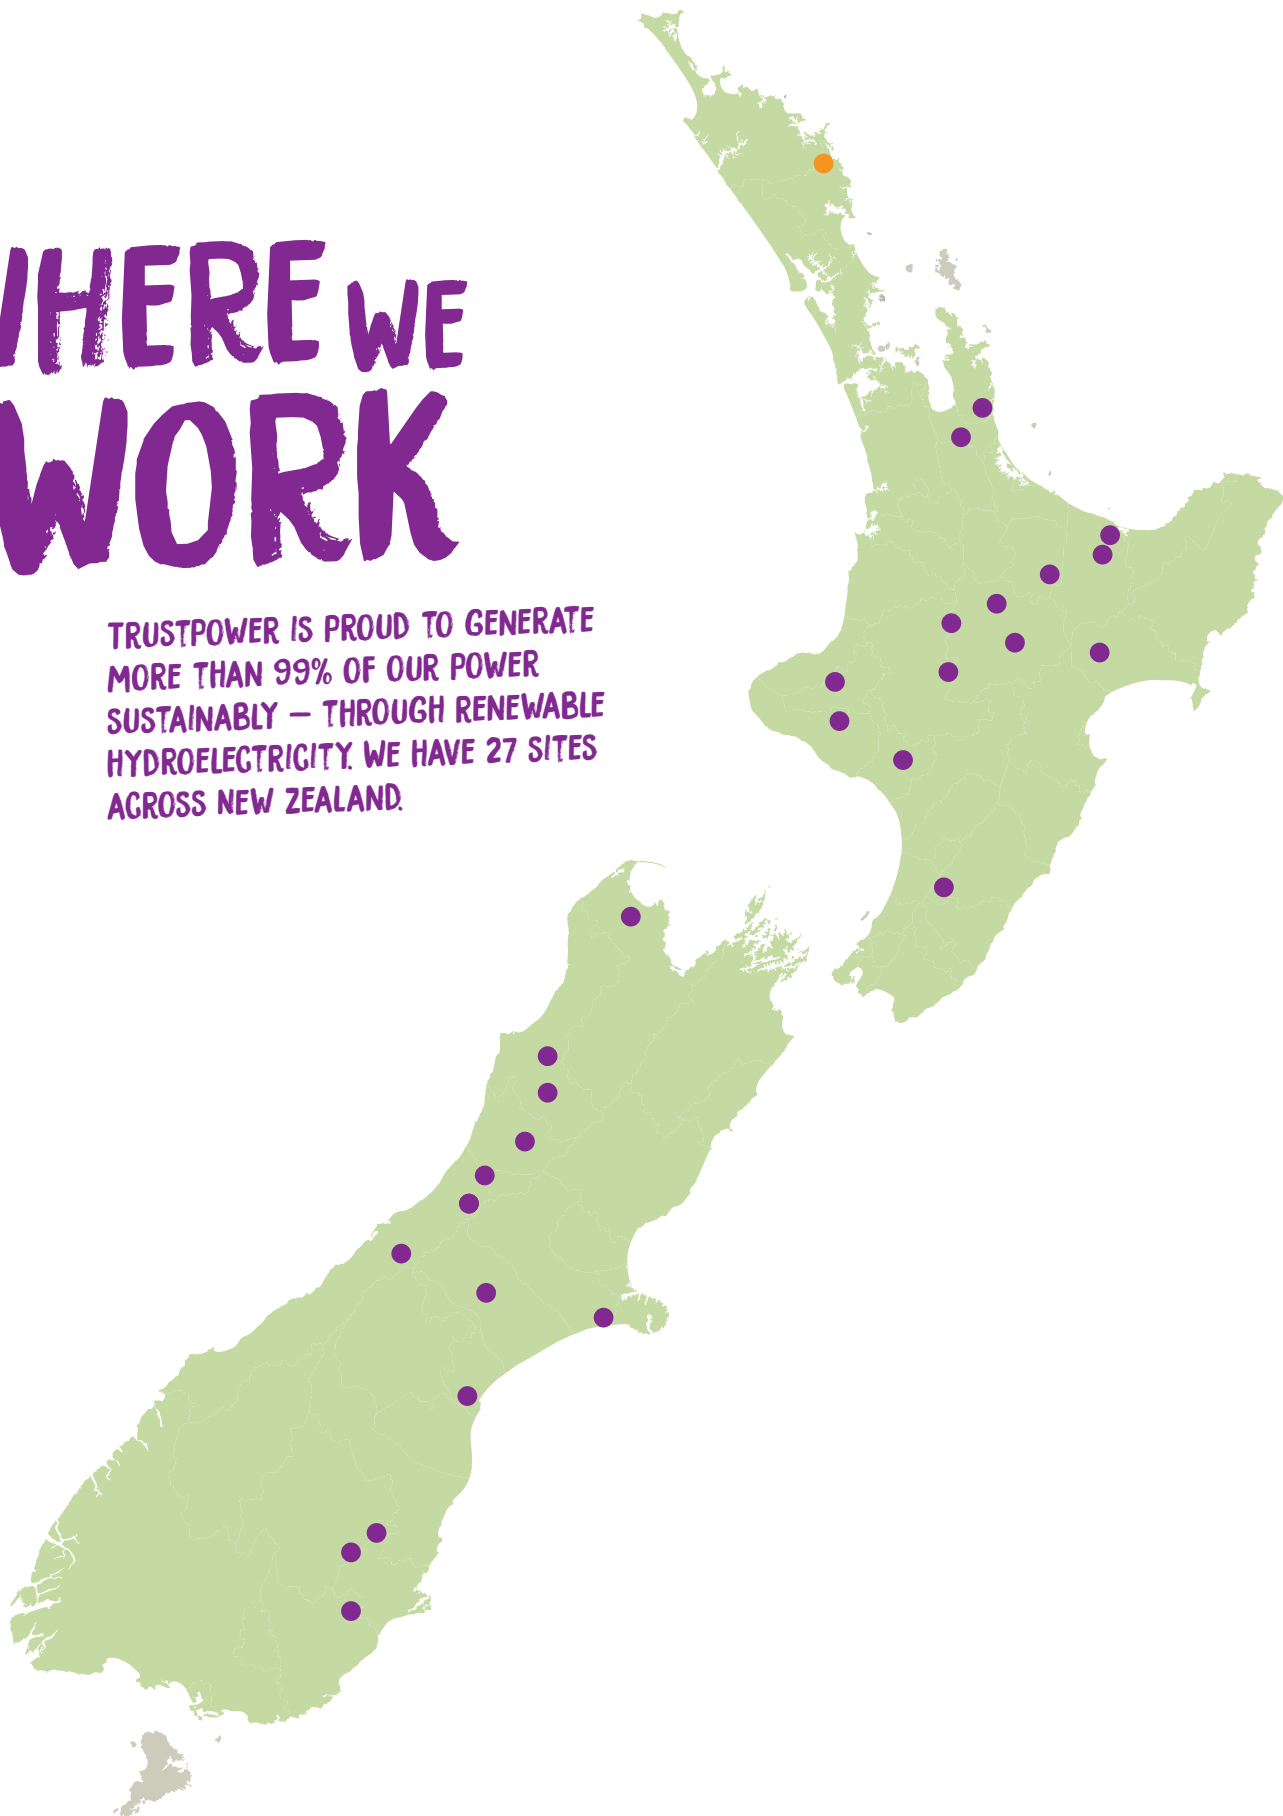 WHERE WE
WORK
TRUSTPOWER IS PROUD TO GENERATE
MORE THAN 99% OF OUR POWER
SUSTAINABLY – THROUGH RENEWABLE
HYDROELECTRICITY. WE HAVE 27 SITES
ACROSS NEW ZEALAND.